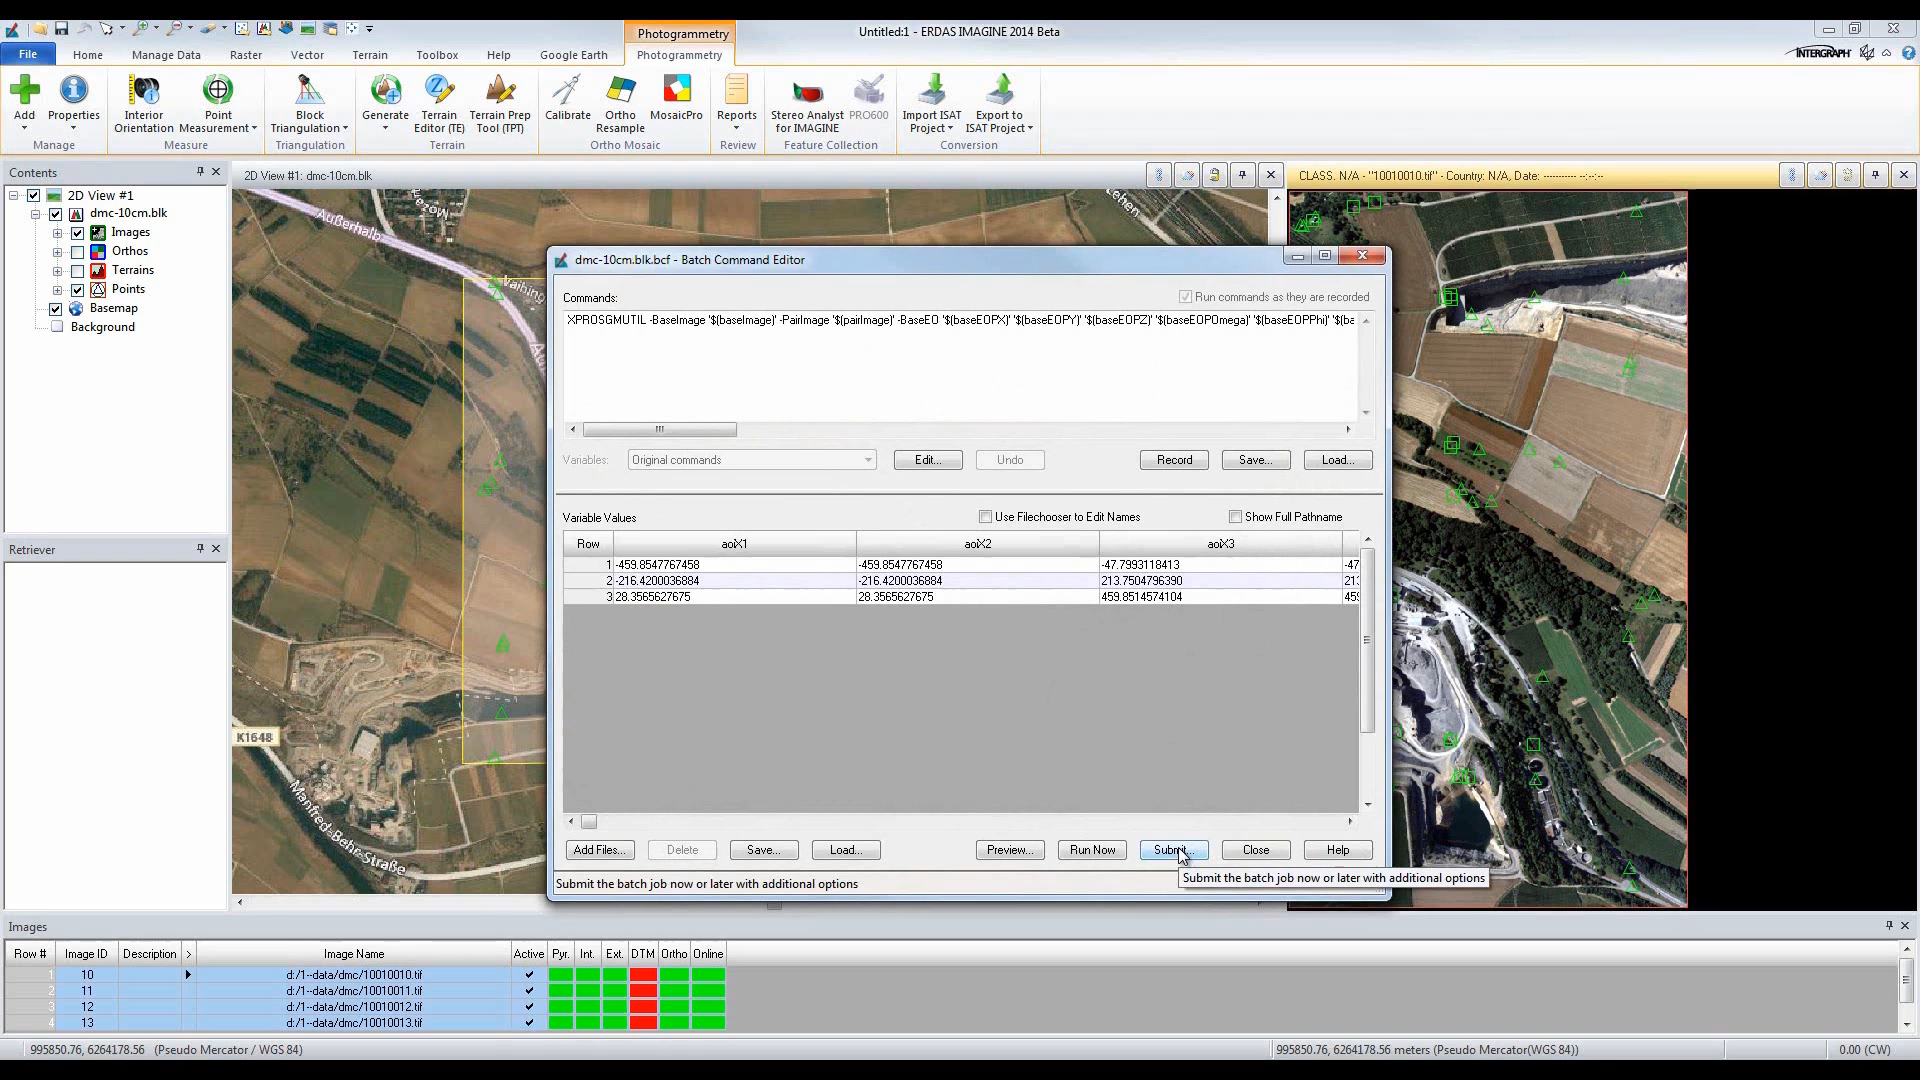 Photogrammetry
Untitled:1 - ERDAS IMAGINE 2014 Beta
File Home Manage Data Raster Vector Terrain Toolbox Help Google Earth Photogrammetry
INTERGRAPH
Add Properties Interior Orientation Point Measurement Block Triangulation Generate Terrain Editor (TE) Terrain Prep Tool (TPT) Calibrate Ortho Resample MosaicPro Reports Stereo Analyst for IMAGINE PRO600 Import ISAT Project Export to ISAT Project
Manage Measure Triangulation Terrain Ortho Mosaic Review Feature Collection Conversion
Contents
2D View #1
dmc-10cm.blk
Images
Orthos
Terrains
Points
Basemap
Background
Retriever
2D View #1: dmc-10cm.blk
CLASS. N/A - "10010010.tif" - Country: N/A, Date: ---------- --:--:--
Außerhalb
Mozart
Lehen
Vaihing
Auß
K1648
Manfred-Behr-Straße
dmc-10cm.blk.bcf - Batch Command Editor
Commands:
Run commands as they are recorded
XPROSGMUTIL -BaseImage '$(baseImage)' -PairImage '$(pairImage)' -BaseEO '$(baseEOPX)' '$(baseEOPY)' '$(baseEOPZ)' '$(baseEOPOmega)' '$(baseEOPPhi)' '$(ba
Variables: Original commands Edit... Undo Record Save... Load...
Variable Values
Use Filechooser to Edit Names
Show Full Pathname
Row aoiX1 aoiX2 aoiX3
1 -459.8547767458 -459.8547767458 -47.7993118413 -47
2 -216.4200036884 -216.4200036884 213.7504796390 213
3 28.3565627675 28.3565627675 459.8514574104 459
Add Files... Delete Save... Load... Preview... Run Now Submit... Close Help
Submit the batch job now or later with additional options
Submit the batch job now or later with additional options
Images
Row # Image ID Description > Image Name Active Pyr. Int. Ext. DTM Ortho Online
1 10 d:/1--data/dmc/10010010.tif
2 11 d:/1--data/dmc/10010011.tif
3 12 d:/1--data/dmc/10010012.tif
4 13 d:/1--data/dmc/10010013.tif
995850.76, 6264178.56 (Pseudo Mercator / WGS 84)
995850.76, 6264178.56 meters (Pseudo Mercator(WGS 84))
0.00 (CW)